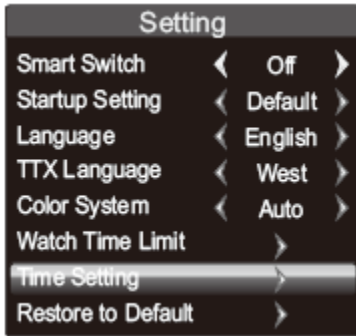 Setting
Smart Switch Off
Startup Setting Default
Language English
TTX Language West
Color System Auto
Watch Time Limit
Time Setting
Restore to Default